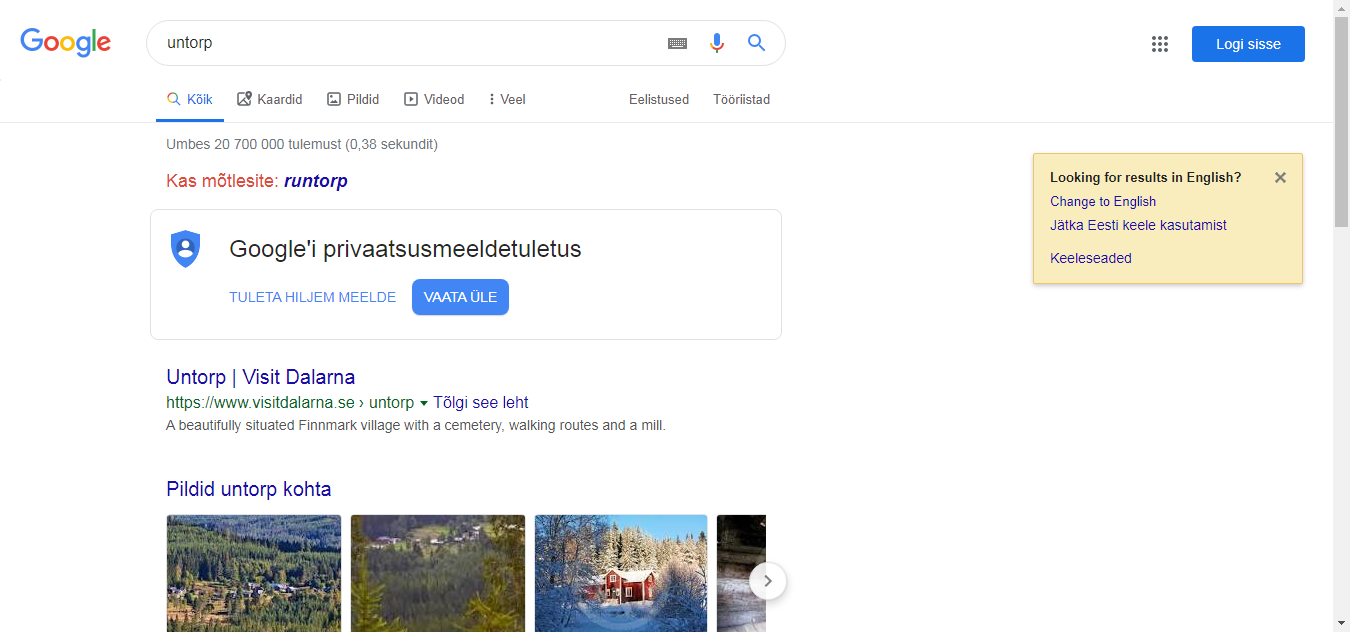 Google
untorp
Logi sisse
Kõik
Kaardid
Pildid
Videod
Veel
Eelistused
Tööriistad
Umbes 20 700 000 tulemust (0,38 sekundit)
Kas mõtlesite: runtorp
Looking for results in English?
Change to English
Jätka Eesti keele kasutamist
Keeleseaded
Google'i privaatsusmeeldetuletus
TULETA HILJEM MEELDE
VAATA ÜLE
Untorp | Visit Dalarna
https://www.visitdalarna.se › untorp ▾ Tõlgi see leht
A beautifully situated Finnmark village with a cemetery, walking routes and a mill.
Pildid untorp kohta